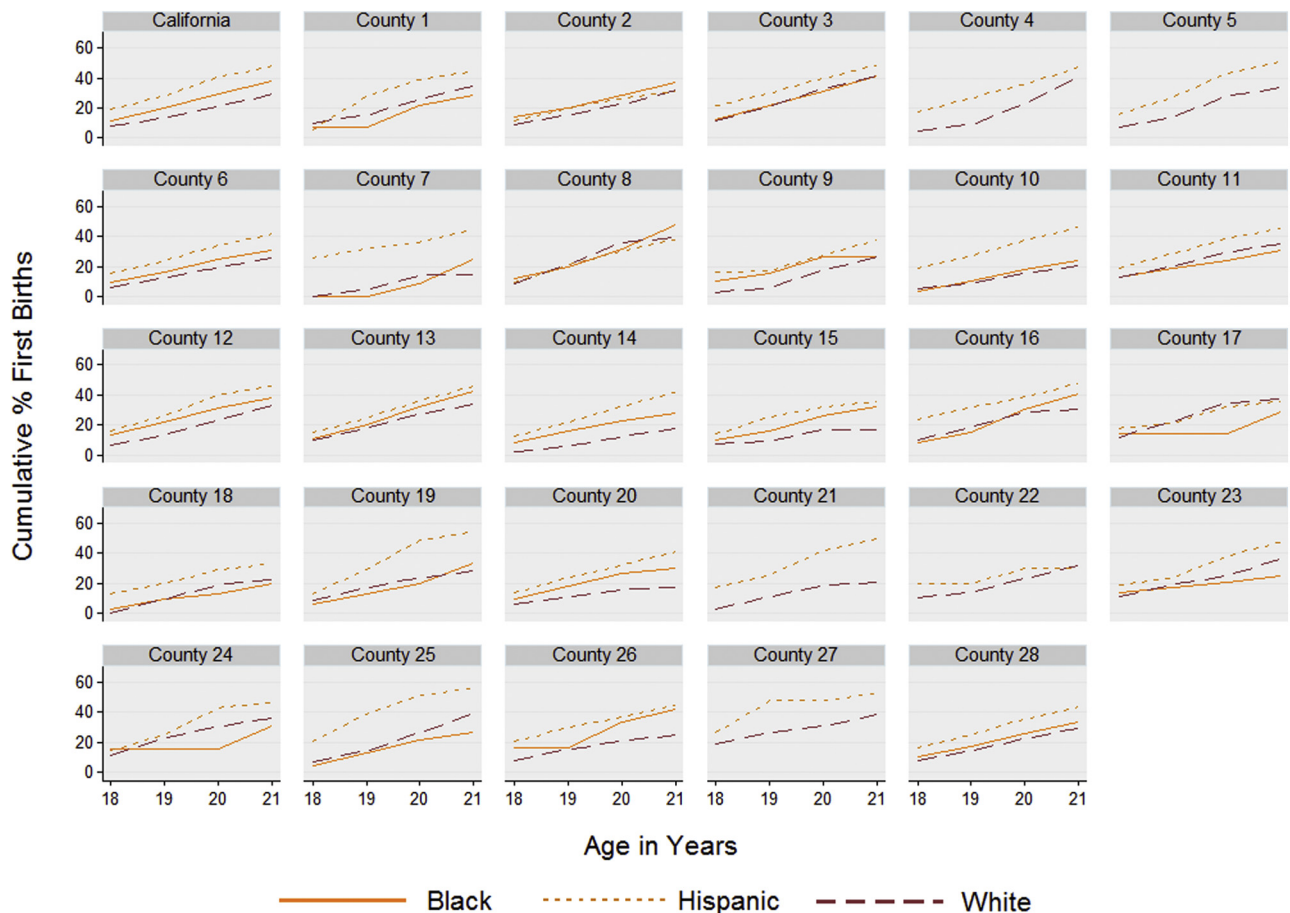 California County 1 County 2 County 3 County 4 County 5
60
40
20
0
County 6 County 7 County 8 County 9 County 10 County 11
60
40
20
0
County 12 County 13 County 14 County 15 County 16 County 17
60
40
20
0
County 18 County 19 County 20 County 21 County 22 County 23
60
40
20
0
County 24 County 25 County 26 County 27 County 28
60
40
20
0
18 19 20 21 18 19 20 21 18 19 20 21 18 19 20 21 18 19 20 21
Cumulative % First Births
Age in Years
Black Hispanic White